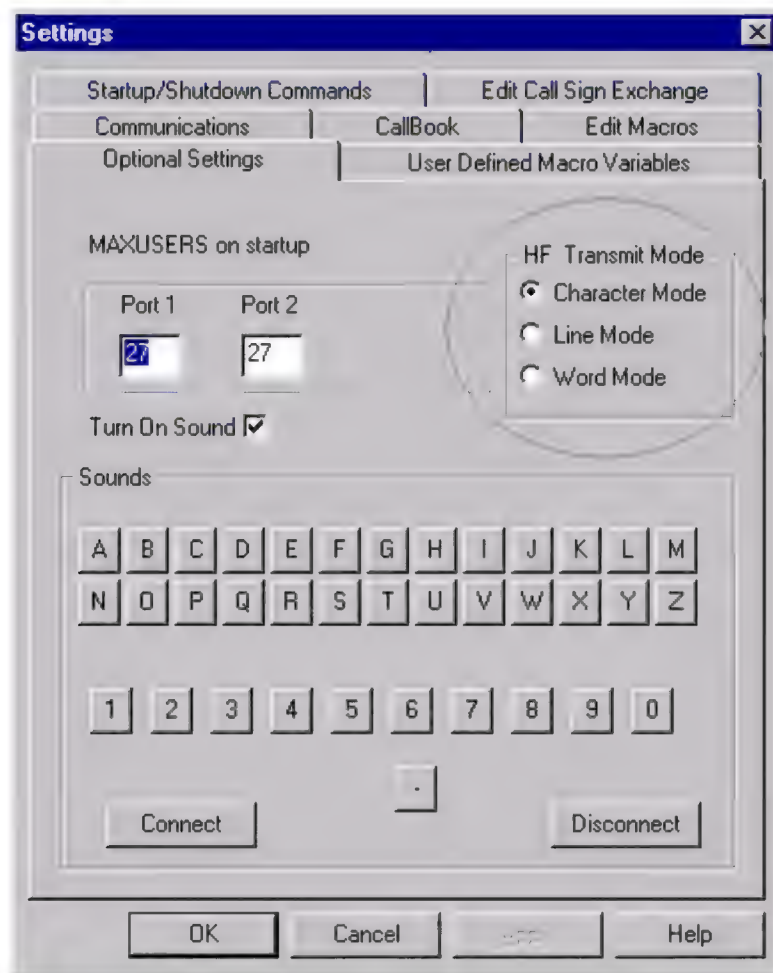 Settings
Startup/Shutdown Commands Edit Call Sign Exchange
Communications CallBook Edit Macros
Optional Settings User Defined Macro Variables
MAXUSERS on startup
HF Transmit Mode
Port 1 Port 2
Character Mode
27 27
Line Mode
Word Mode
Turn On Sound
Sounds
A B C D E F G H I J K L M
N O P Q R S T U V W X Y Z
1 2 3 4 5 6 7 8 9 0
Connect Disconnect
OK Cancel Help